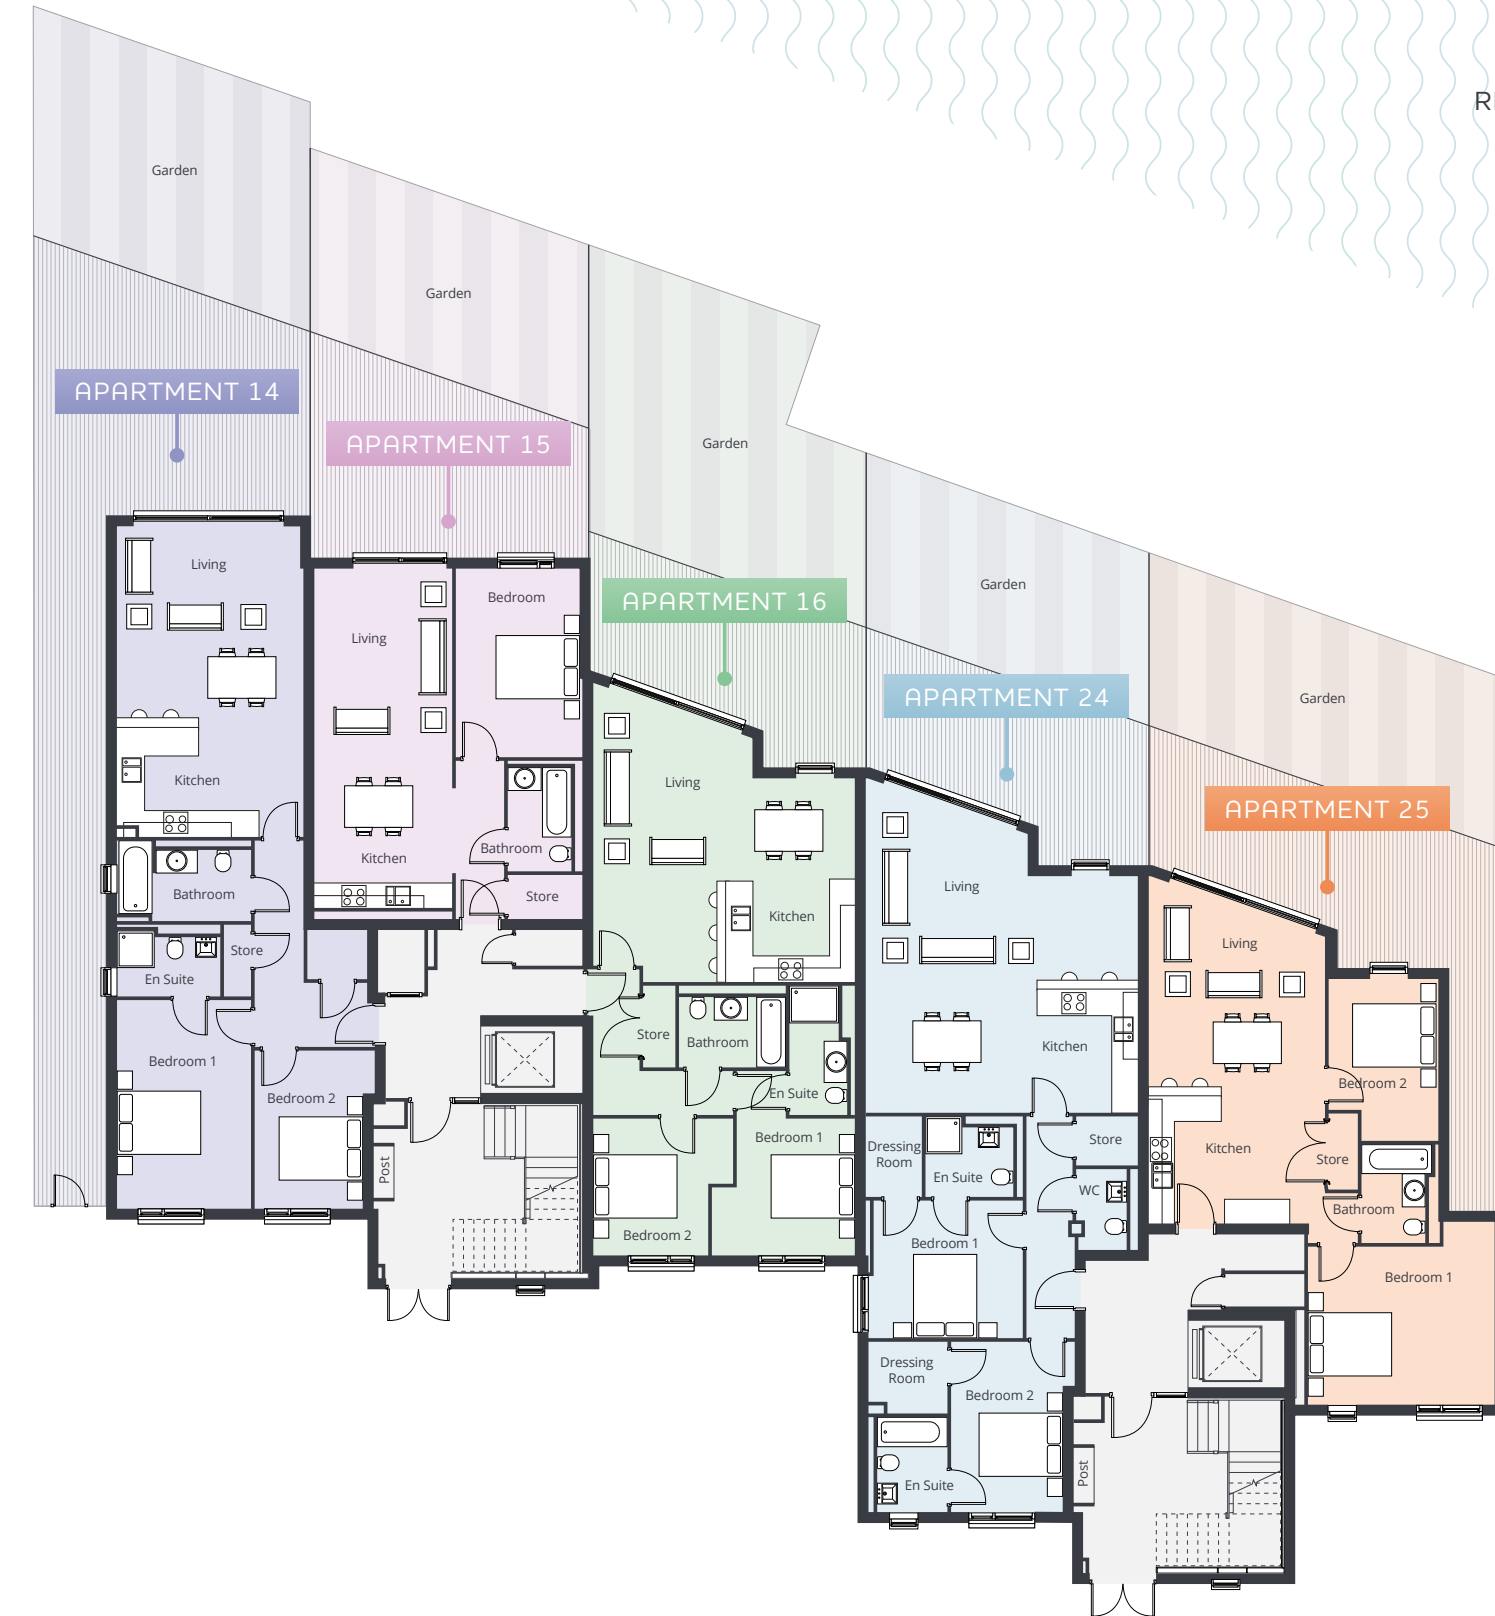 R
Garden
Garden
APARTMENT 14
APARTMENT 15
Garden
Living
Bedroom
Garden
APARTMENT 16
Living
APARTMENT 24
Garden
Kitchen
Living
APARTMENT 25
Bathroom
Kitchen
Bathroom
Store
Living
Kitchen
Living
Store
En Suite
Bedroom 1
Bedroom 2
Store
Bathroom
Kitchen
Bedroom 2
En Suite
Post
Bedroom 1
Bedroom 2
Dressing
Room
Store
En Suite
WC
Kitchen
Store
Bathroom
Bedroom 1
Bedroom 1
Dressing
Room
Bedroom 2
En Suite
Post